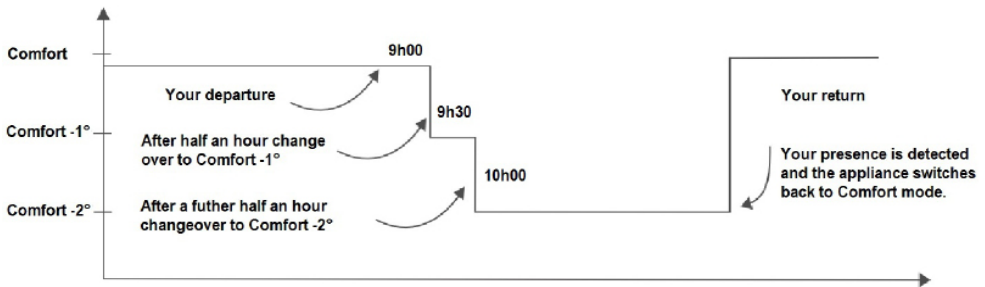 Comfort
9h00
Your departure
Your return
9h30
Comfort -1°
After half an hour change
over to Comfort -1°
Your presence is detected
and the appliance switches
back to Comfort mode.
10h00
After a futher half an hour
changeover to Comfort -2°
Comfort -2°